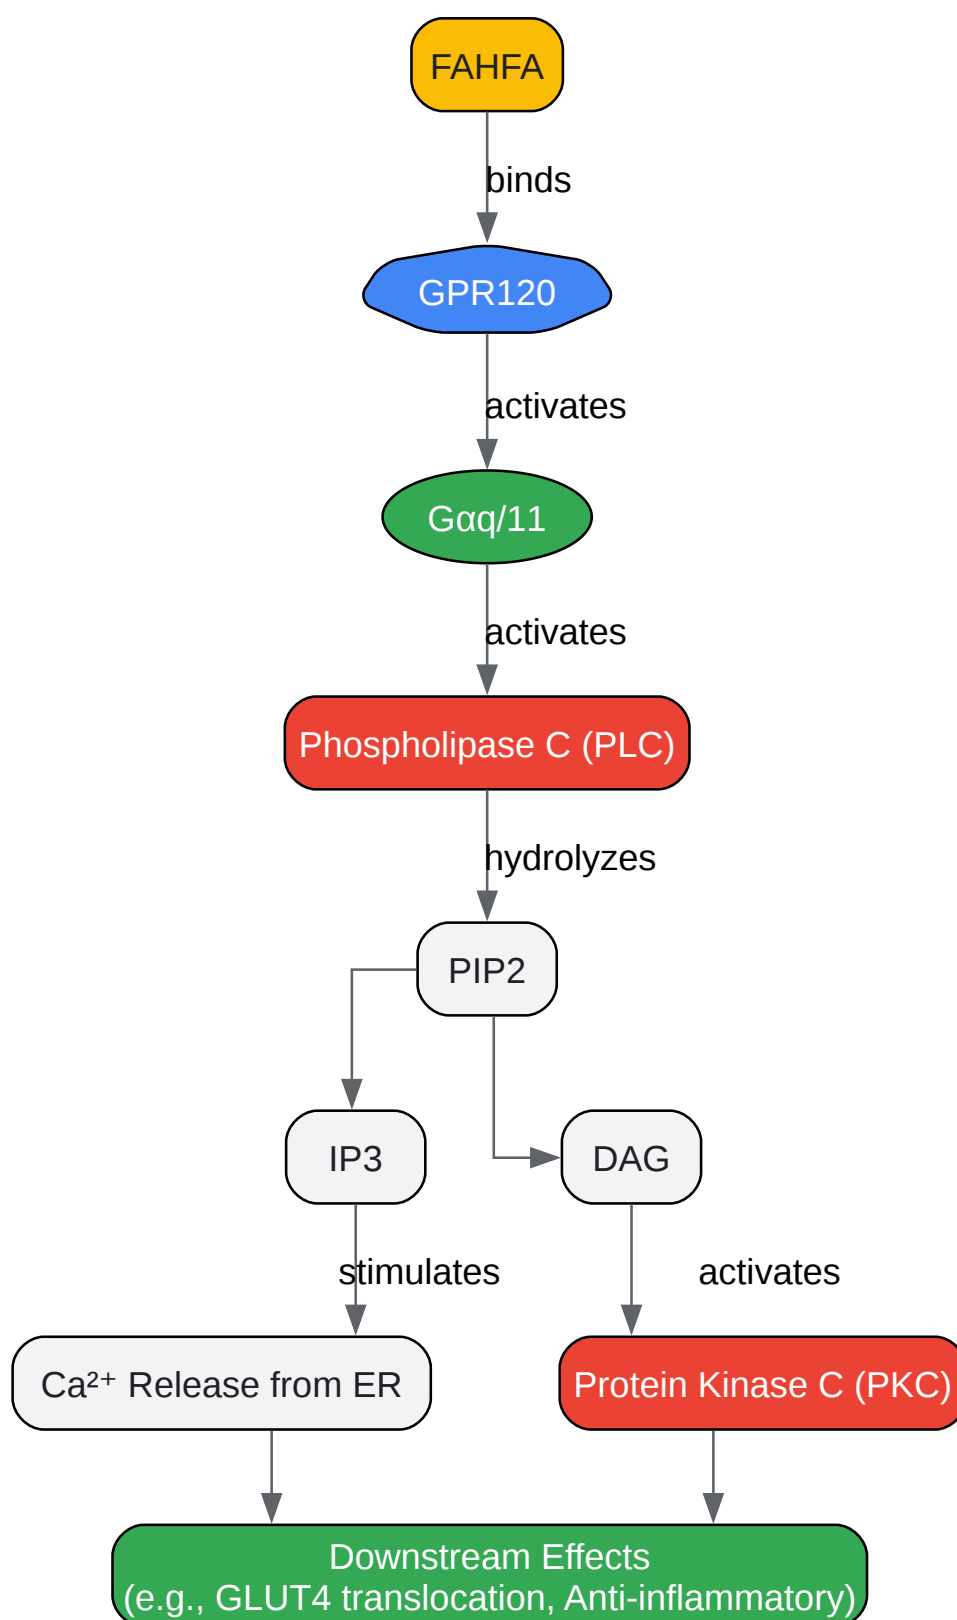 FAHFA
binds
GPR120
activates
Gαq/11
activates
Phospholipase C (PLC)
hydrolyzes
PIP2
IP3
DAG
stimulates
activates
Ca²⁺ Release from ER
Protein Kinase C (PKC)
Downstream Effects
(e.g., GLUT4 translocation, Anti-inflammatory)